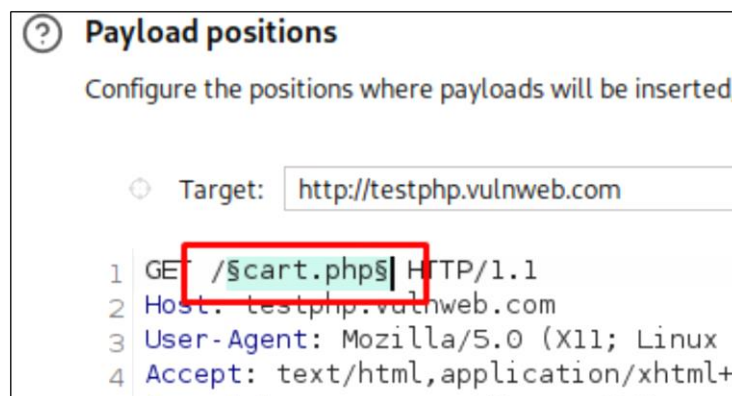 Payload positions
Configure the positions where payloads will be inserted,
Target: http://testphp.vulnweb.com
1 GET /§cart.php§ HTTP/1.1
2 Host: testphp.vulnweb.com
3 User-Agent: Mozilla/5.0 (X11; Linux
4 Accept: text/html,application/xhtml+